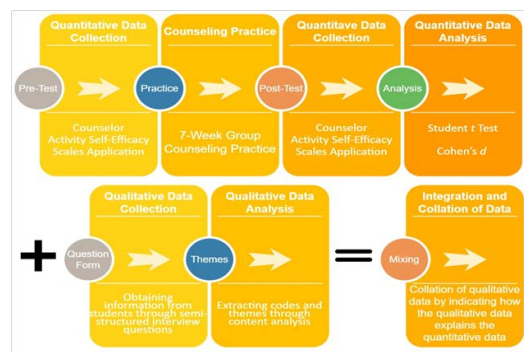 Quantitative Data
Collection
Counseling Practice
Quantitave Data
Collection
Quantitative Data
Analysis
Pre-Test
Practice
Post-Test
Analysis
Counselor
Activity Self-Efficacy
Scales Application
7-Week Group
Counseling Practice
Counselor
Activity Self-Efficacy
Scales Application
Student t Test
Cohen's d
Qualitative Data
Collection
Qualitative Data
Analysis
Integration and
Collation of Data
+
Question
Form
Themes
=
Mixing
Obtaining
information from
students through semi-
structured interview
questions
Extracting codes and
themes through
content analysis
Collation of qualitative
data by indicating how
the qualitative data
explains the
quantitative data